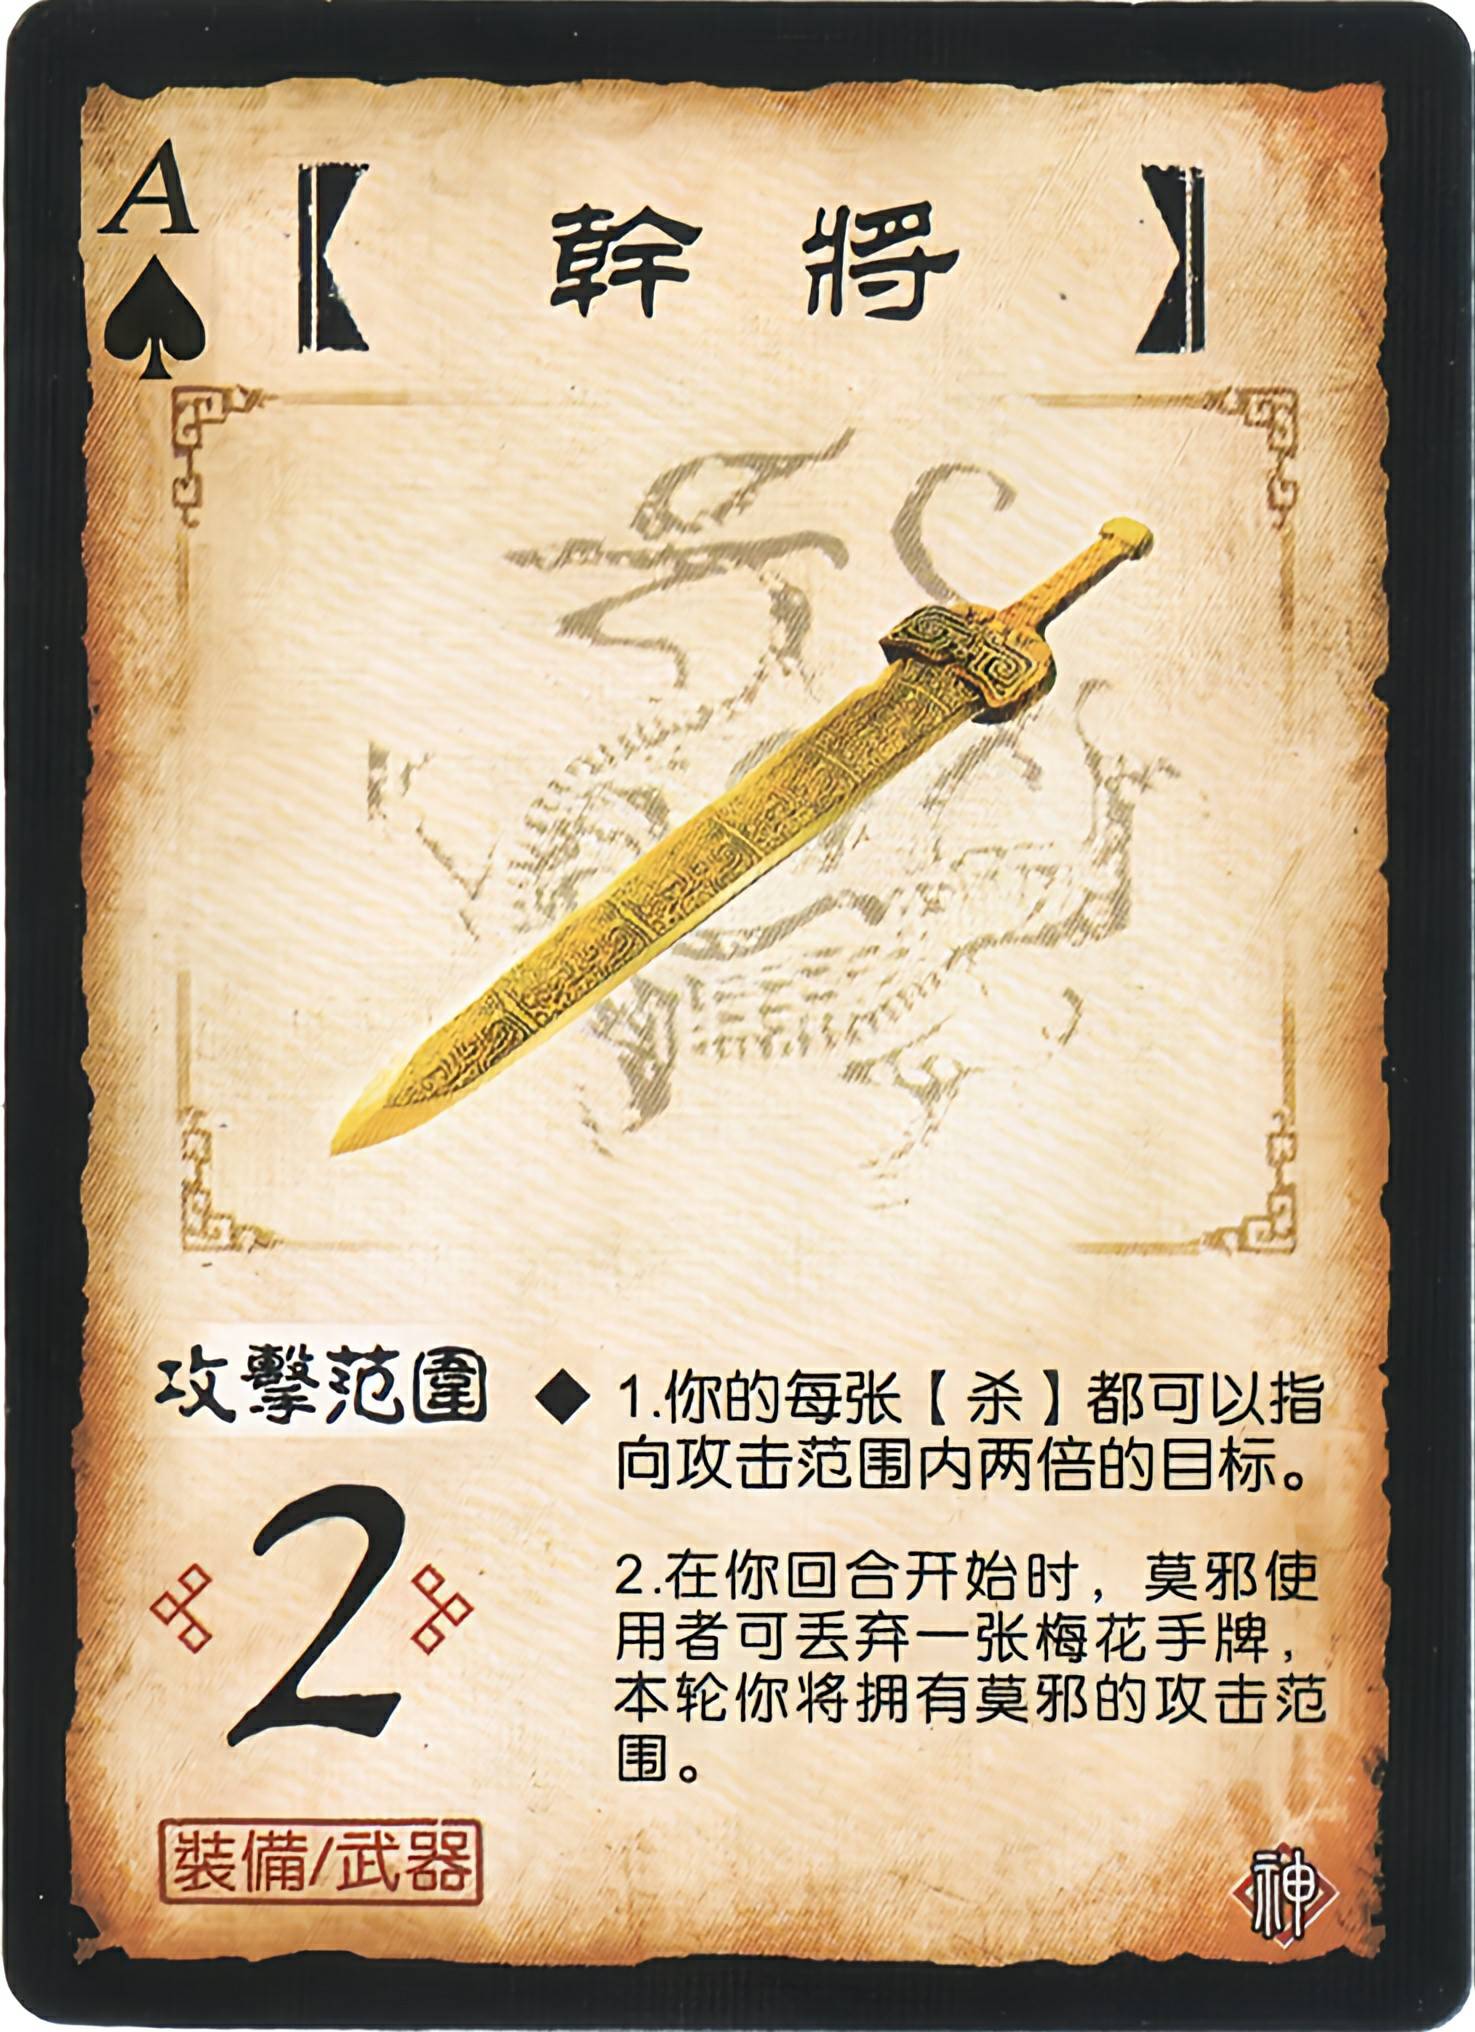 A
【幹將】
攻擊范圍
2
◆ 1.你的每张【杀】都可以指
向攻击范围内两倍的目标。
2.在你回合开始时，莫邪使
用者可丢弃一张梅花手牌，
本轮你将拥有莫邪的攻击范
围。
裝備/武器
神